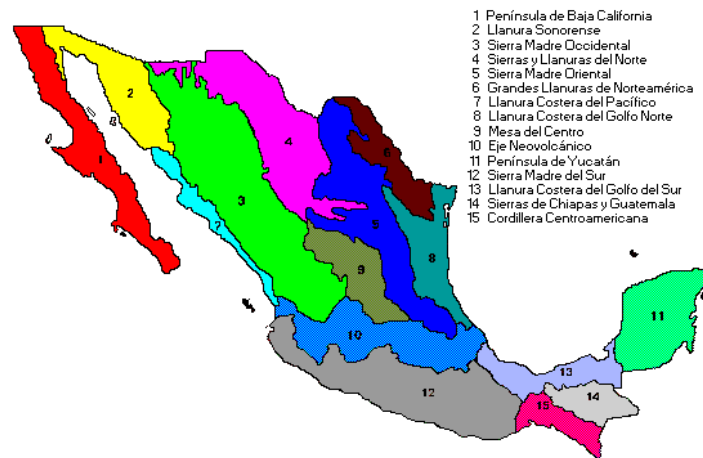 1 Península de Baja California
2 Llanura Sonorense
3 Sierra Madre Occidental
4 Sierras y Llanuras del Norte
5 Sierra Madre Oriental
6 Grandes Llanuras de Norteamérica
7 Llanura Costera del Pacífico
8 Llanura Costera del Golfo Norte
9 Mesa del Centro
10 Eje Neovolcánico
11 Península de Yucatán
12 Sierra Madre del Sur
13 Llanura Costera del Golfo del Sur
14 Sierras de Chiapas y Guatemala
15 Cordillera Centroamericana
2
4
6
1
3
7
5
8
9
11
10
13
12
14
15